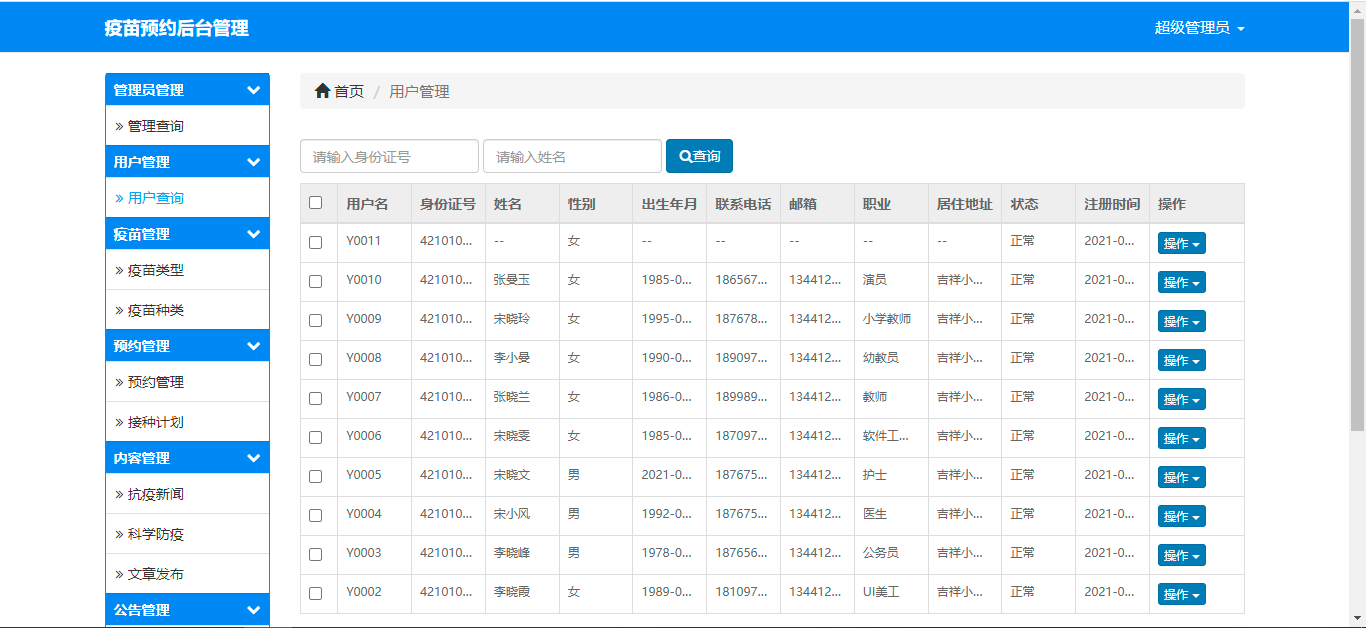 疫苗预约后台管理
超级管理员
管理员管理
» 管理查询
用户管理
» 用户查询
疫苗管理
» 疫苗类型
» 疫苗种类
预约管理
» 预约管理
» 接种计划
内容管理
» 抗疫新闻
» 科学防疫
» 文章发布
公告管理
首页 / 用户管理
请输入身份证号 请输入姓名 查询
用户名 身份证号 姓名 性别 出生年月 联系电话 邮箱 职业 居住地址 状态 注册时间 操作
Y0011 421010... -- 女 -- -- -- -- -- 正常 2021-0... 操作
Y0010 421010... 张曼玉 女 1985-0... 186567... 134412... 演员 吉祥小... 正常 2021-0... 操作
Y0009 421010... 宋晓玲 女 1995-0... 187678... 134412... 小学教师 吉祥小... 正常 2021-0... 操作
Y0008 421010... 李小曼 女 1990-0... 189097... 134412... 幼教员 吉祥小... 正常 2021-0... 操作
Y0007 421010... 张晓兰 女 1986-0... 189989... 134412... 教师 吉祥小... 正常 2021-0... 操作
Y0006 421010... 宋晓雯 女 1985-0... 187097... 134412... 软件工... 吉祥小... 正常 2021-0... 操作
Y0005 421010... 宋晓文 男 2021-0... 187675... 134412... 护士 吉祥小... 正常 2021-0... 操作
Y0004 421010... 宋小风 男 1992-0... 187675... 134412... 医生 吉祥小... 正常 2021-0... 操作
Y0003 421010... 李晓峰 男 1978-0... 187656... 134412... 公务员 吉祥小... 正常 2021-0... 操作
Y0002 421010... 李晓霞 女 1989-0... 181097... 134412... UI美工 吉祥小... 正常 2021-0... 操作